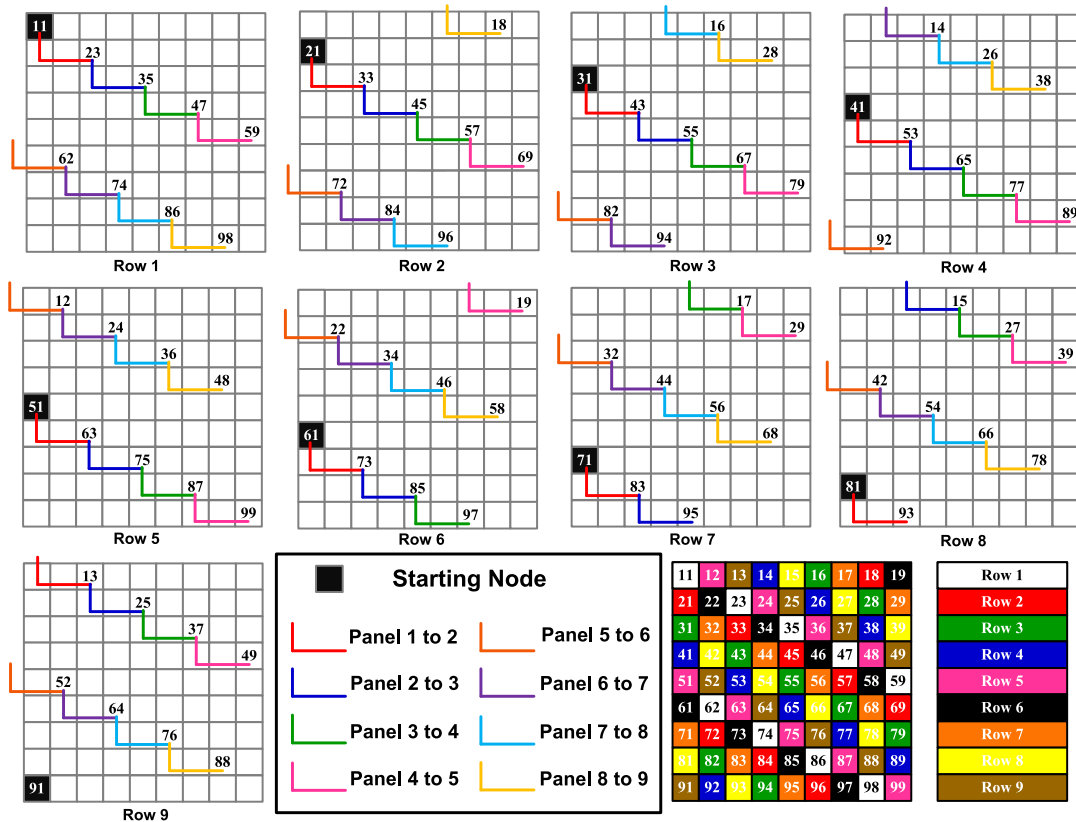 11
23
35
47
59
62
74
86
98
Row 1
18
21
33
45
57
69
72
84
96
Row 2
16
28
31
43
55
67
79
82
94
Row 3
14
26
38
41
53
65
77
89
92
Row 4
12
24
36
48
51
63
75
87
99
Row 5
19
22
34
46
58
61
73
85
97
Row 6
17
29
32
44
56
68
71
83
95
Row 7
15
27
39
42
54
66
78
81
93
Row 8
13
25
37
49
52
64
76
88
91
Row 9
Starting Node
Panel 1 to 2
Panel 5 to 6
Panel 2 to 3
Panel 6 to 7
Panel 3 to 4
Panel 7 to 8
Panel 4 to 5
Panel 8 to 9
11 12 13 14 15 16 17 18 19
21 22 23 24 25 26 27 28 29
31 32 33 34 35 36 37 38 39
41 42 43 44 45 46 47 48 49
51 52 53 54 55 56 57 58 59
61 62 63 64 65 66 67 68 69
71 72 73 74 75 76 77 78 79
81 82 83 84 85 86 87 88 89
91 92 93 94 95 96 97 98 99
Row 1
Row 2
Row 3
Row 4
Row 5
Row 6
Row 7
Row 8
Row 9